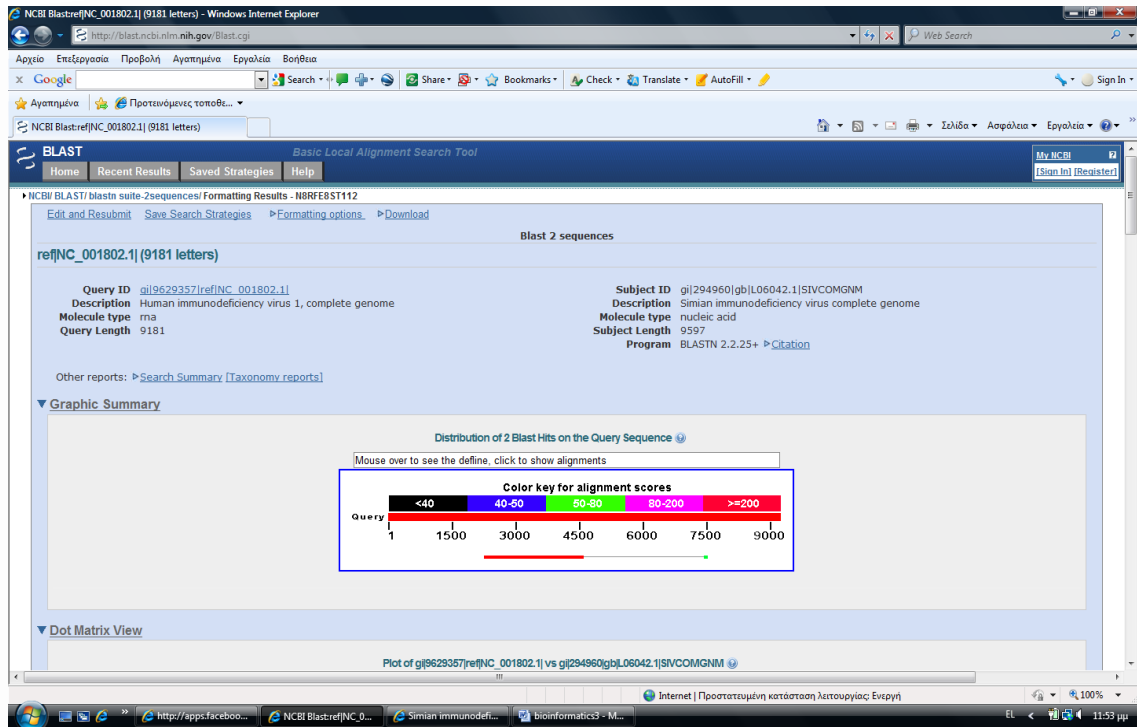 NCBI Blast:ref|NC_001802.1| (9181 letters) - Windows Internet Explorer
http://blast.ncbi.nlm.nih.gov/Blast.cgi Web Search
Αρχείο Επεξεργασία Προβολή Αγαπημένα Εργαλεία Βοήθεια
x Google Search Share Bookmarks Check Translate AutoFill Sign In
Αγαπημένα Προτεινόμενες τοποθε...
NCBI Blast:ref|NC_001802.1| (9181 letters) Σελίδα Ασφάλεια Εργαλεία »
BLAST Basic Local Alignment Search Tool My NCBI ?
Home Recent Results Saved Strategies Help [Sign In] [Register]
NCBI/ BLAST/ blastn suite-2sequences/ Formatting Results - N8RFE8ST112
Edit and Resubmit Save Search Strategies Formatting options Download
Blast 2 sequences
ref|NC_001802.1| (9181 letters)
Query ID gi|9629357|ref|NC_001802.1| Subject ID gi|294960|gb|L06042.1|SIVCOMGNM
Description Human immunodeficiency virus 1, complete genome Description Simian immunodeficiency virus complete genome
Molecule type rna Molecule type nucleic acid
Query Length 9181 Subject Length 9597
Program BLASTN 2.2.25+ Citation
Other reports: Search Summary [Taxonomy reports]
Graphic Summary
Distribution of 2 Blast Hits on the Query Sequence
Mouse over to see the defline, click to show alignments
Color key for alignment scores
<40 40-50 50-80 80-200 >=200
Query
1 1500 3000 4500 6000 7500 9000
Dot Matrix View
Plot of gi|9629357|ref|NC_001802.1| vs gi|294960|gb|L06042.1|SIVCOMGNM
Internet | Προστατευμένη κατάσταση λειτουργίας: Ενεργή 100%
» http://apps.faceboo... NCBI Blast:ref|NC_0... Simian immunodefi... bioinformatics3 - M... EL < 11:53 μμ